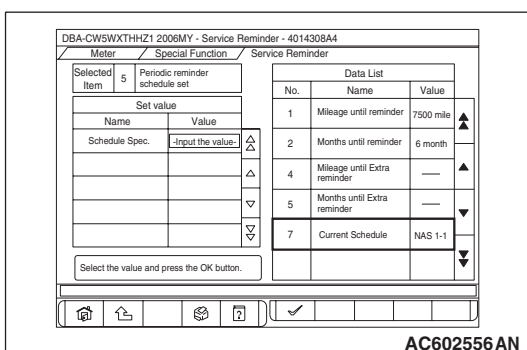 DBA-CW5WXTHHZ1 2006MY - Service Reminder - 4014308A4
Meter / Special Function / Service Reminder
Selected Item 5 Periodic reminder schedule set
Set value
Name Value
Schedule Spec. -Input the value-
Select the value and press the OK button.
Data List
No. Name Value
1 Mileage until reminder 7500 mile
2 Months until reminder 6 month
4 Mileage until Extra reminder —
5 Months until Extra reminder —
7 Current Schedule NAS 1-1
?
AC602556AN